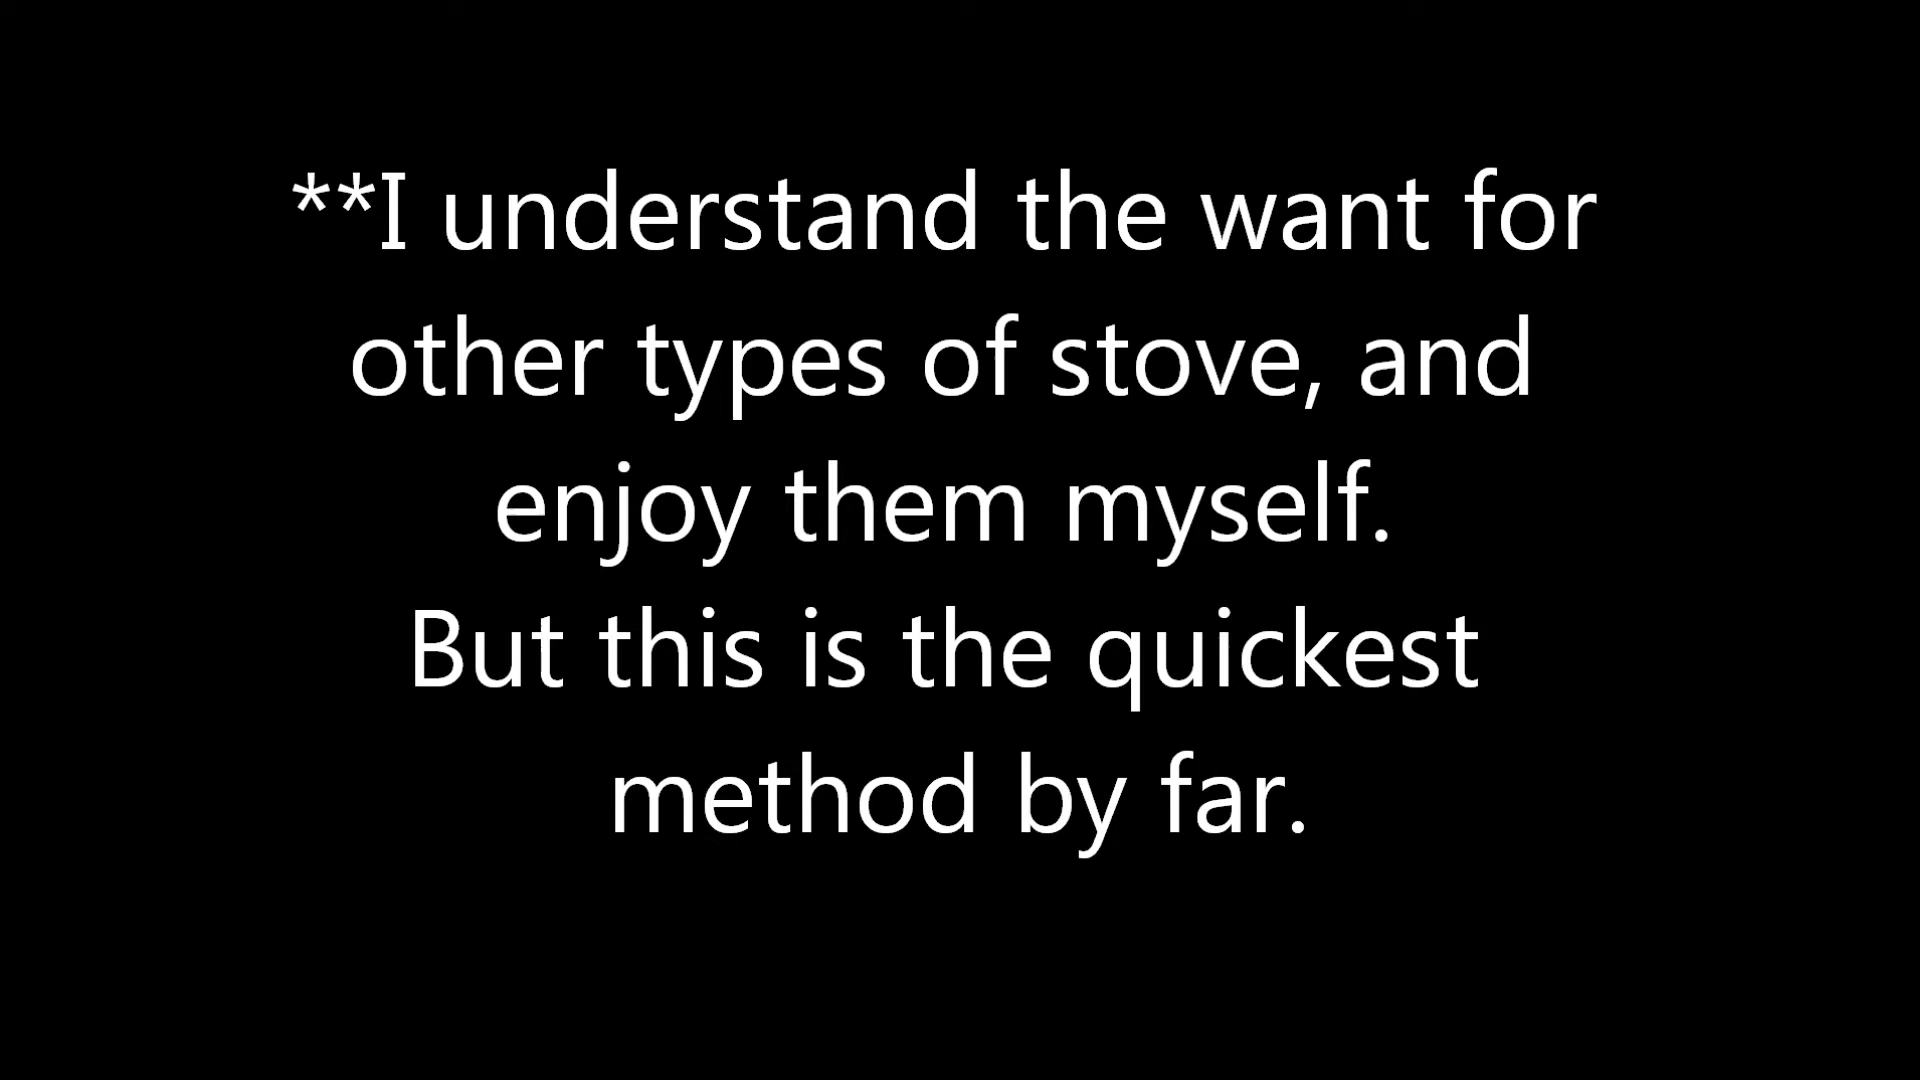 **I understand the want for
other types of stove, and
enjoy them myself.
But this is the quickest
method by far.